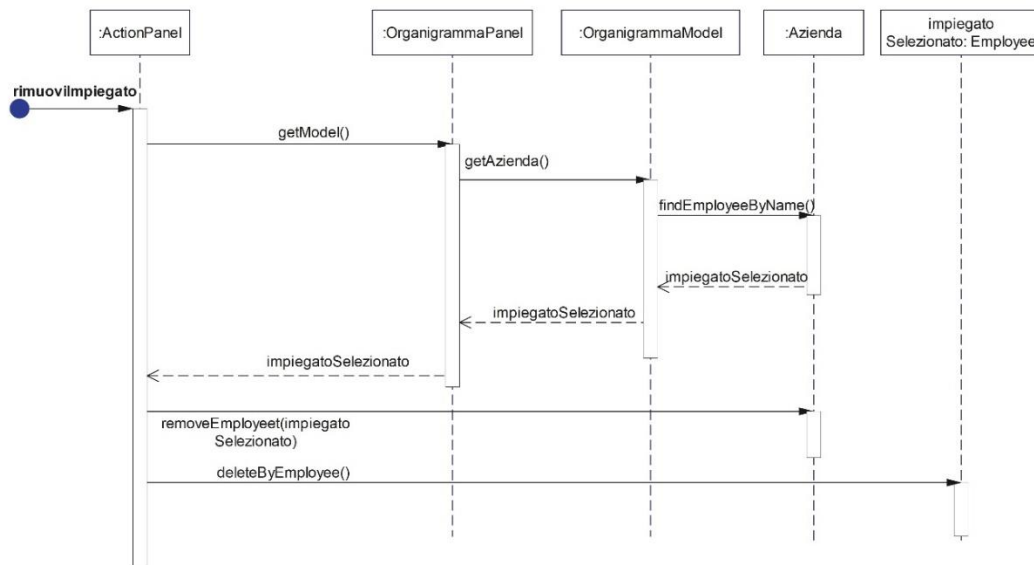 :ActionPanel
:OrganigrammaPanel
:OrganigrammaModel
:Azienda
impiegato
Selezionato: Employee
rimuoviImpiegato
getModel()
getAzienda()
findEmployeeByName()
impiegatoSelezionato
impiegatoSelezionato
impiegatoSelezionato
removeEmployeet(impiegato
Selezionato)
deleteByEmployee()